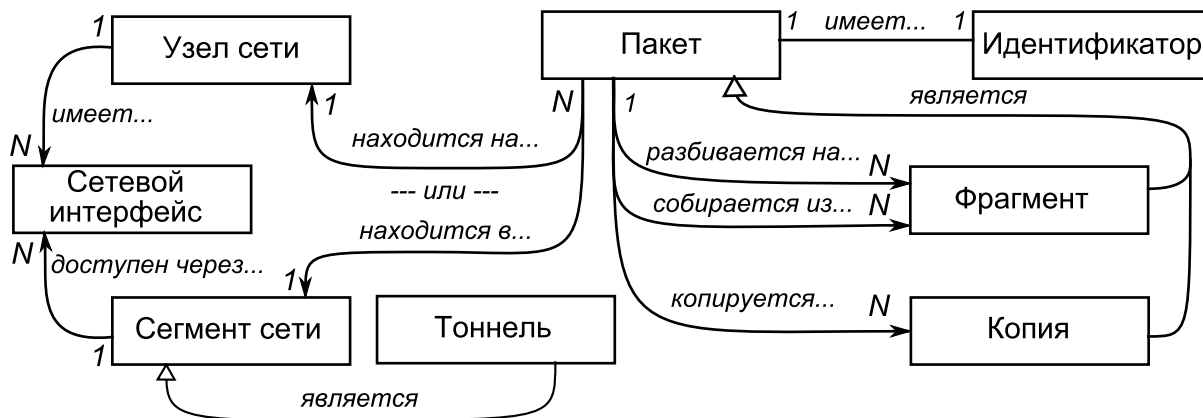 1
Узел сети
имеет...
N
Сетевой
интерфейс
N
доступен через...
1
Сегмент сети
является
Тоннель
1
находится на...
--- или ---
находится в...
1
N
Пакет
1
имеет...
1
Идентификатор
является
1
разбивается на...
N
собирается из...
N
Фрагмент
копируется...
N
Копия